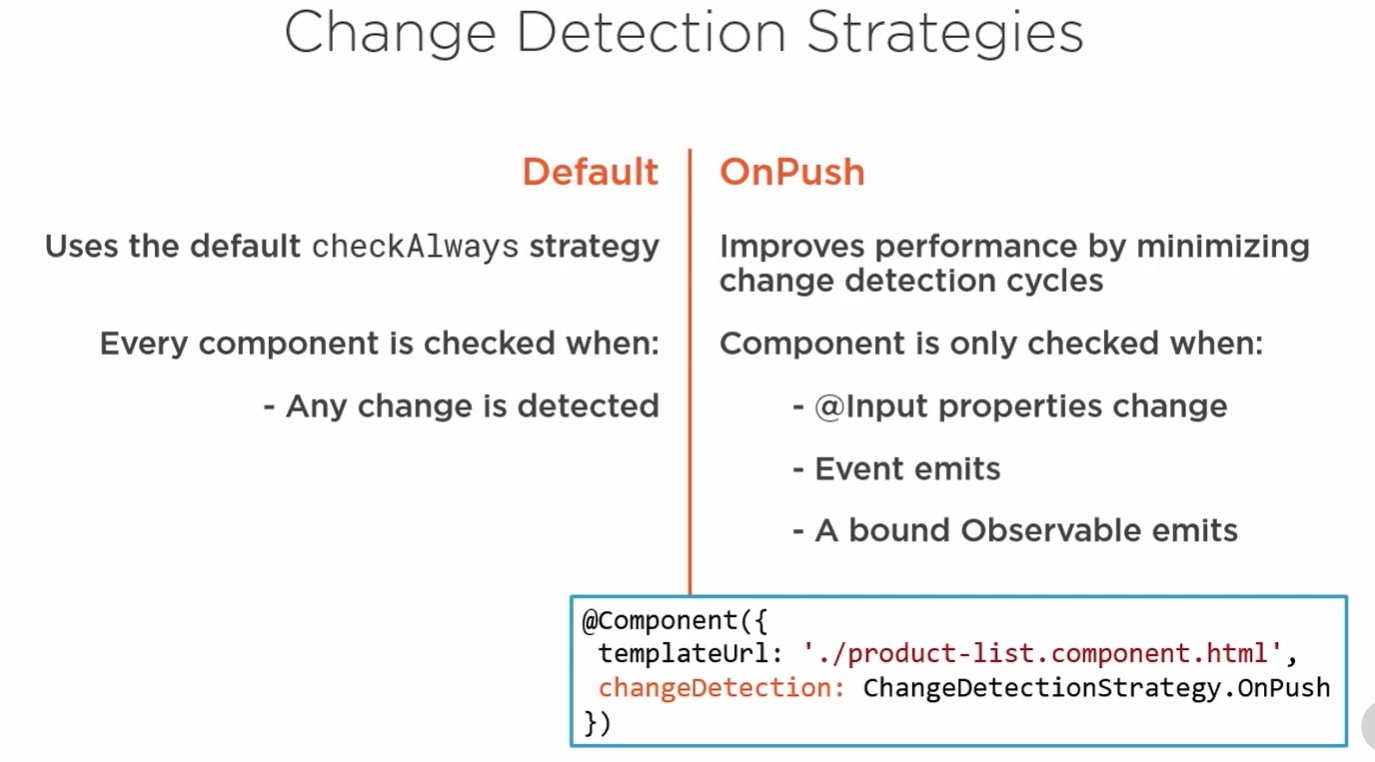 Change Detection Strategies
Default
Uses the default checkAlways strategy
Every component is checked when:
- Any change is detected
OnPush
Improves performance by minimizing
change detection cycles
Component is only checked when:
- @Input properties change
- Event emits
- A bound Observable emits
@Component({
templateUrl: './product-list.component.html',
changeDetection: ChangeDetectionStrategy.OnPush
})